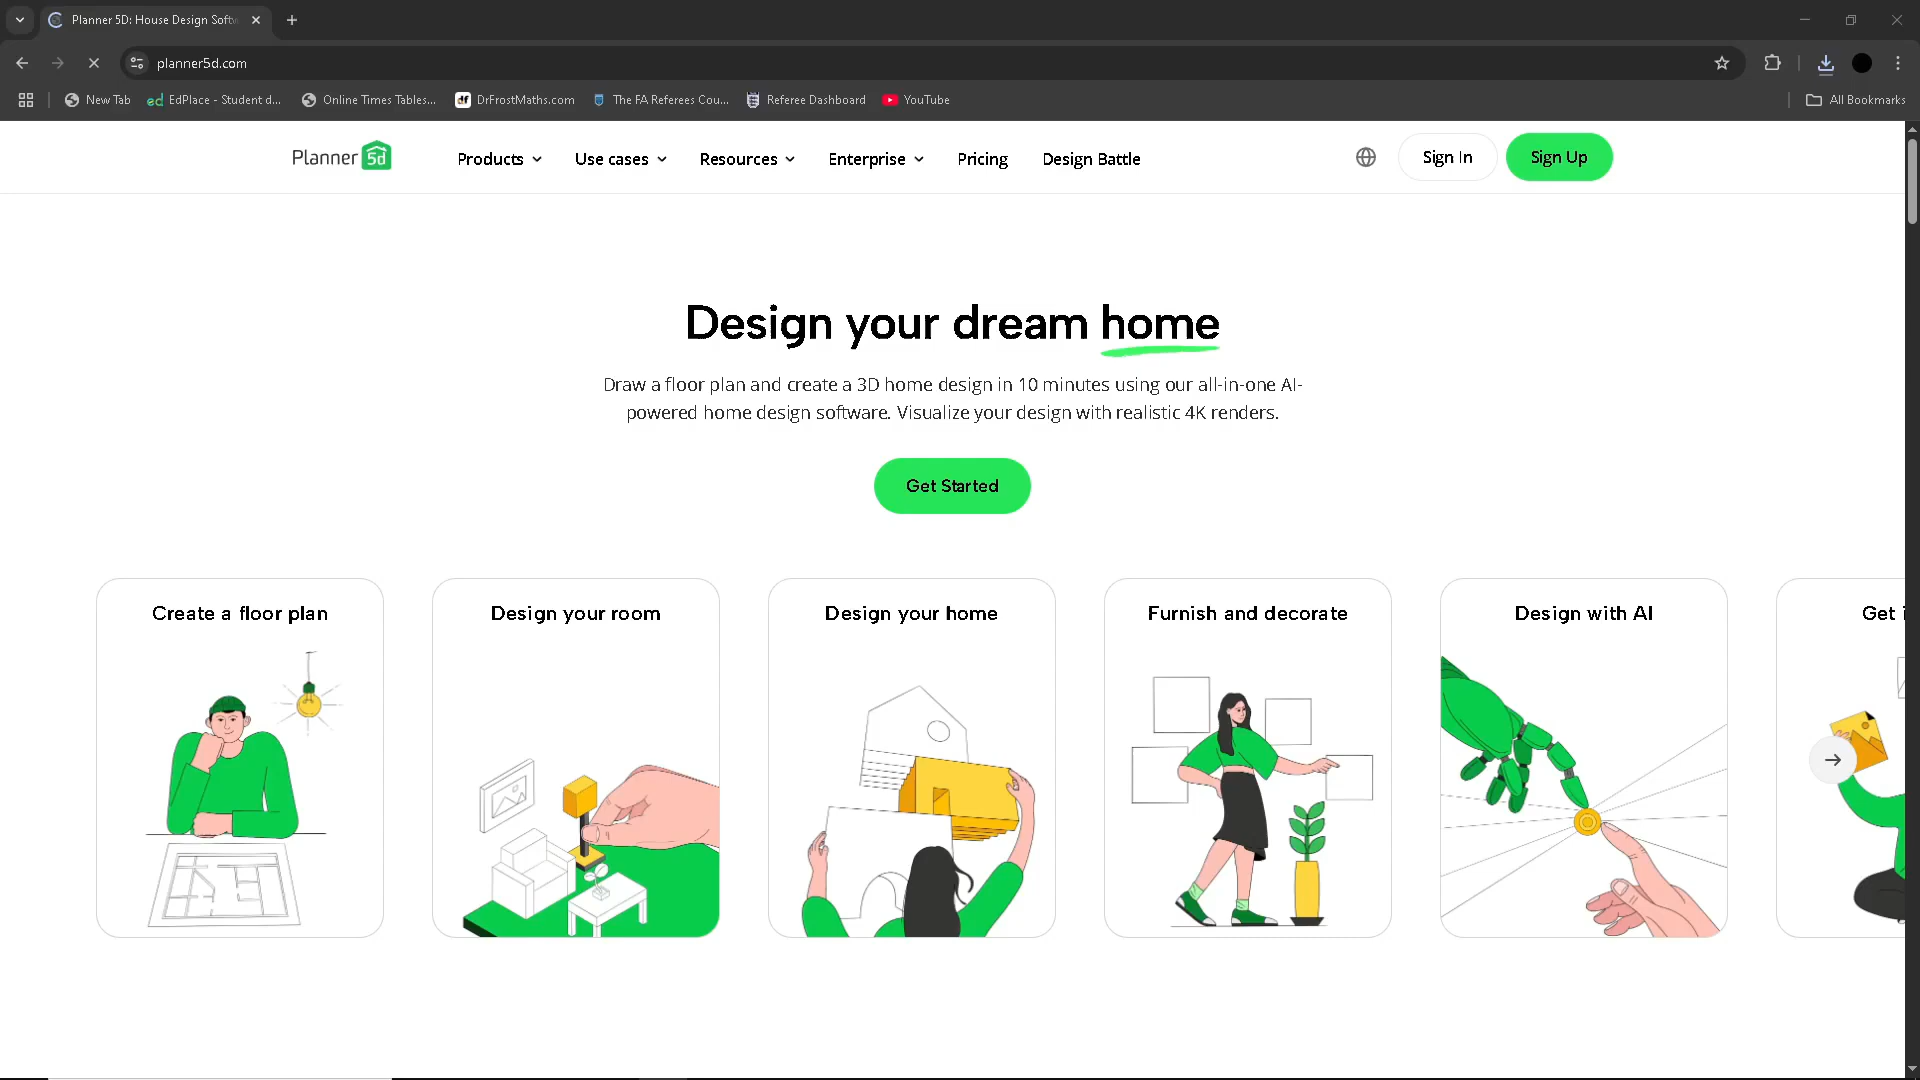 Planner 5D: House Design Softw
planner5d.com
New Tab
EdPlace - Student d...
Online Times Tables...
DrFrostMaths.com
The FA Referees Cou...
Referee Dashboard
YouTube
All Bookmarks
Planner 5d
Products
Use cases
Resources
Enterprise
Pricing
Design Battle
Sign In
Sign Up
Design your dream home
Draw a floor plan and create a 3D home design in 10 minutes using our all-in-one AI-
powered home design software. Visualize your design with realistic 4K renders.
Get Started
Create a floor plan
Design your room
Design your home
Furnish and decorate
Design with AI
Get i